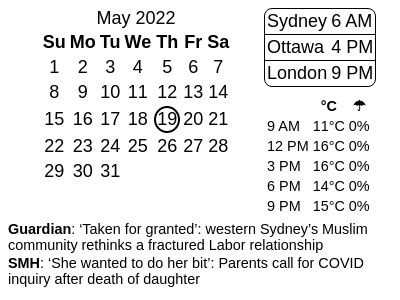 May 2022
Su Mo Tu We Th Fr Sa
1 2 3 4 5 6 7
8 9 10 11 12 13 14
15 16 17 18 19 20 21
22 23 24 25 26 27 28
29 30 31
Sydney 6 AM
Ottawa 4 PM
London 9 PM
°C ☂
9 AM 11°C 0%
12 PM 16°C 0%
3 PM 16°C 0%
6 PM 14°C 0%
9 PM 15°C 0%
Guardian: ‘Taken for granted’: western Sydney’s Muslim
community rethinks a fractured Labor relationship
SMH: ‘She wanted to do her bit’: Parents call for COVID
inquiry after death of daughter